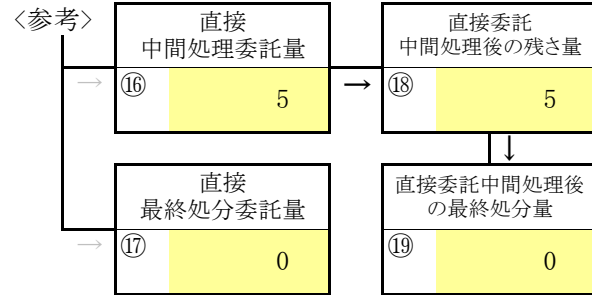 〈参考〉
直接
中間処理委託量
→
⑯
5
→
直接委託
中間処理後の残さ量
⑱
5
↓
直接
最終処分委託量
→
⑰
0
直接委託中間処理後
の最終処分量
⑲
0